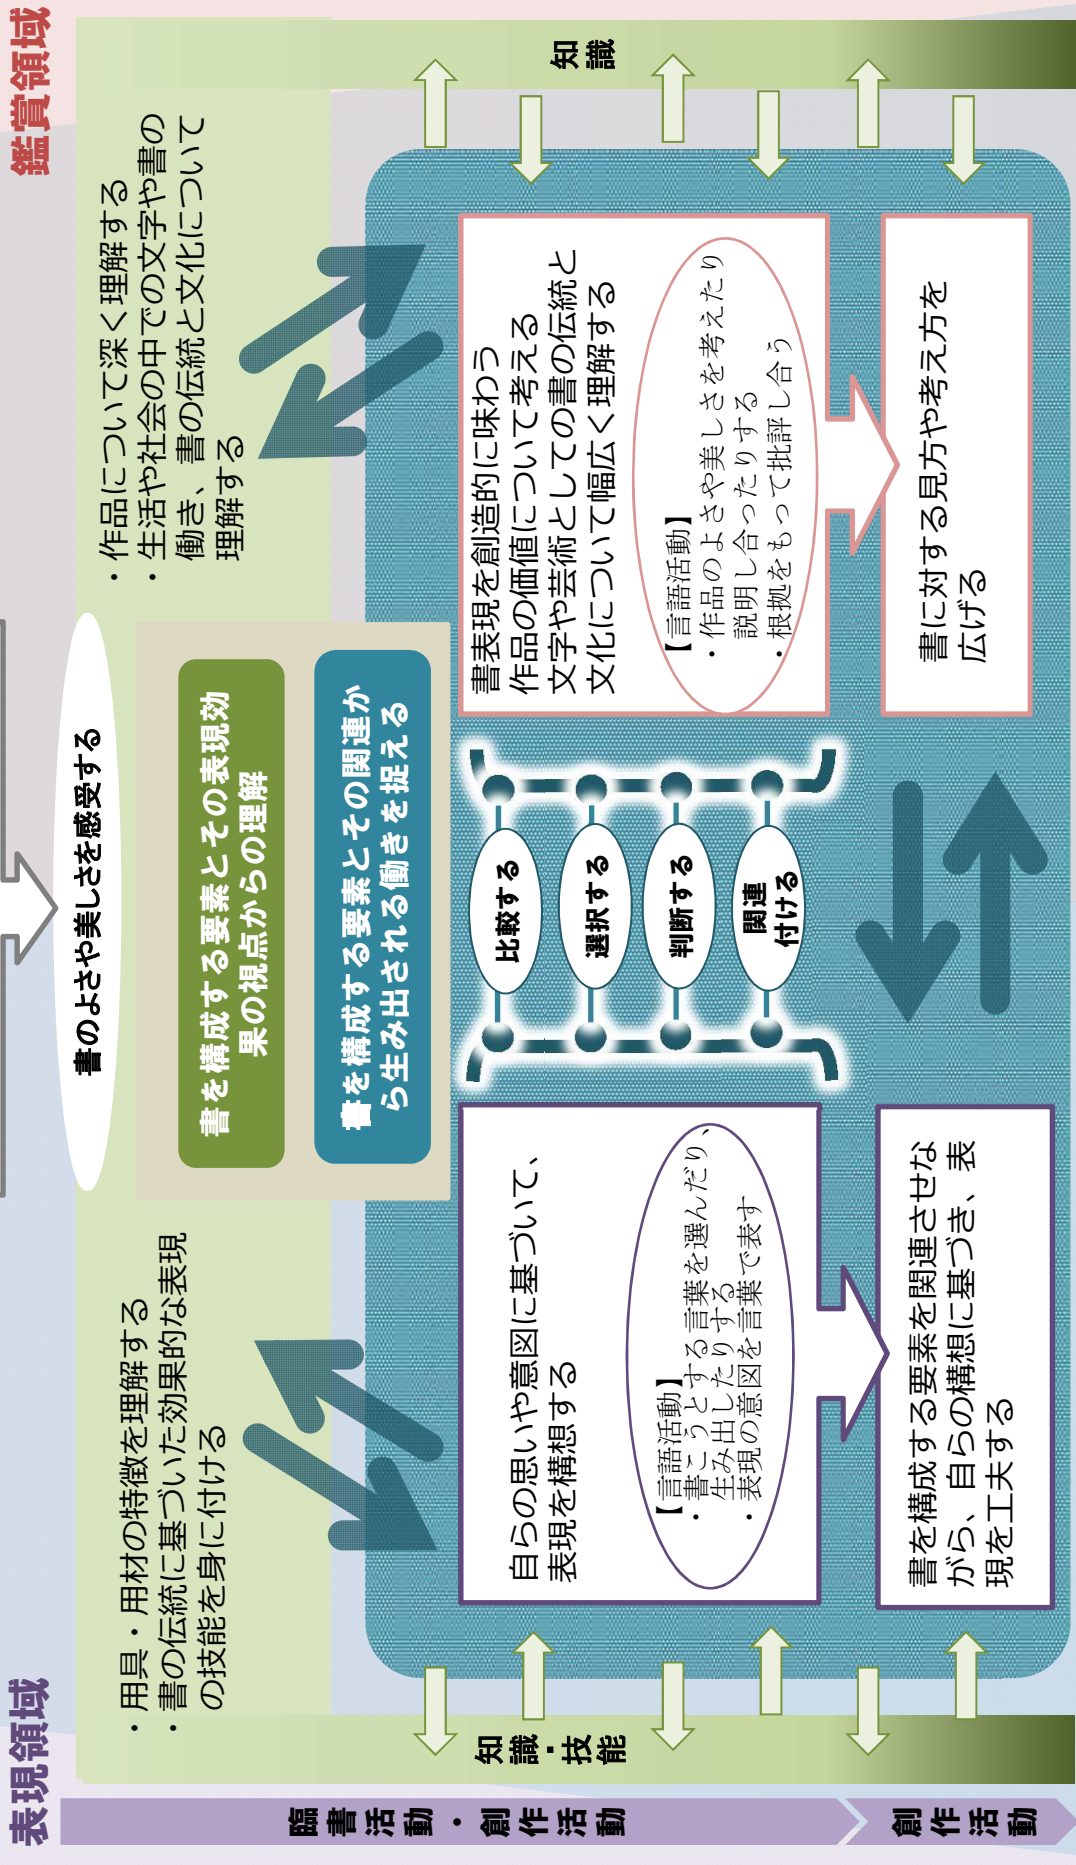 表現領域
鑑賞領域
書のよさや美しさを感受する
・用具・用材の特徴を理解する
・書の伝統に基づいた効果的な表現
の技能を身に付ける
書を構成する要素とその表現効
果の視点からの理解
書を構成する要素とその関連か
ら生み出される働きを捉える
・作品について深く理解する
・生活や社会の中での文字や書の
働き、書の伝統と文化について
理解する
臨書活動・創作活動
創作活動
知識・技能
自らの思いや意図に基づいて、
表現を構想する
【言語活動】
・書こうとする言葉を選んだり、
生み出したりする
・表現の意図を言葉で表す
書を構成する要素を関連させな
がら、自らの構想に基づき、表
現を工夫する
比較する
選択する
判断する
関連
付ける
書表現を創造的に味わう
作品の価値について考える
文字や芸術としての書の伝統と
文化について幅広く理解する
【言語活動】
・作品のよさや美しさを考えたり
説明し合ったりする
・根拠をもって批評し合う
書に対する見方や考え方を
広げる
知識